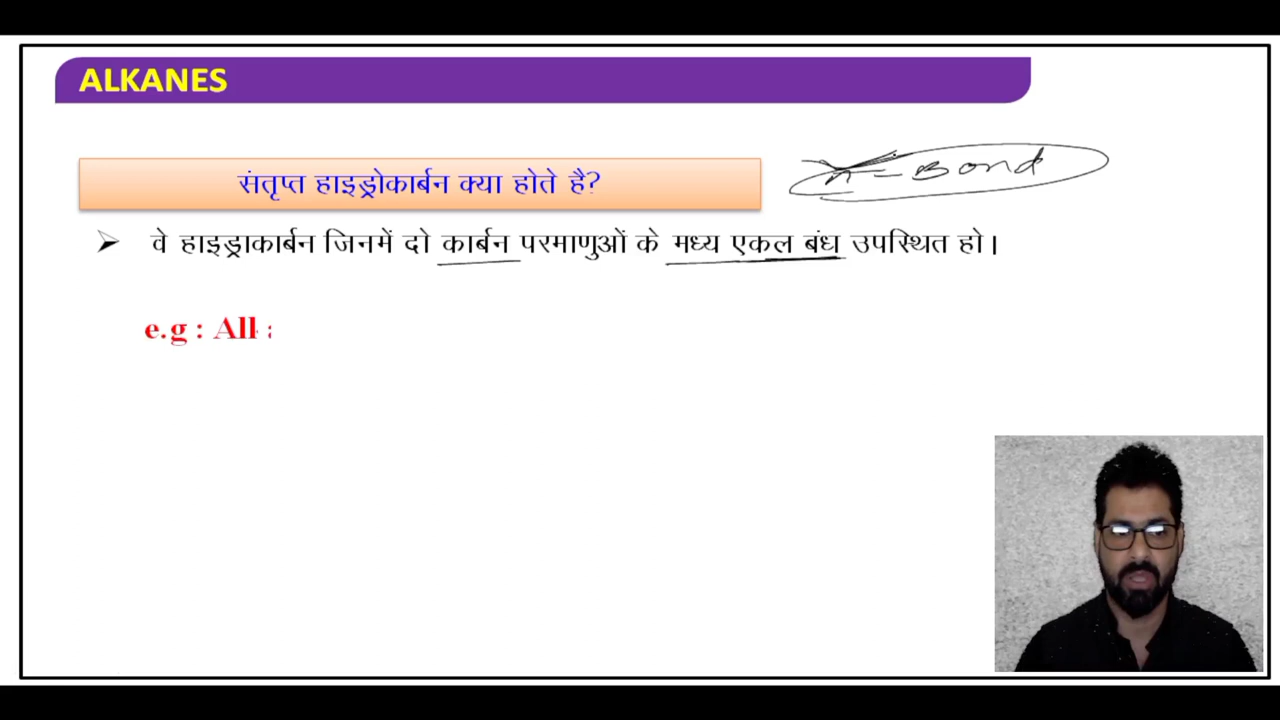 ALKANES
संतृप्त हाइड्रोकार्बन क्या होते है?
π - Bond
➢ वे हाइड्राकार्बन जिनमें दो कार्बन परमाणुओं के मध्य एकल बंध उपस्थित हो।
e.g : All